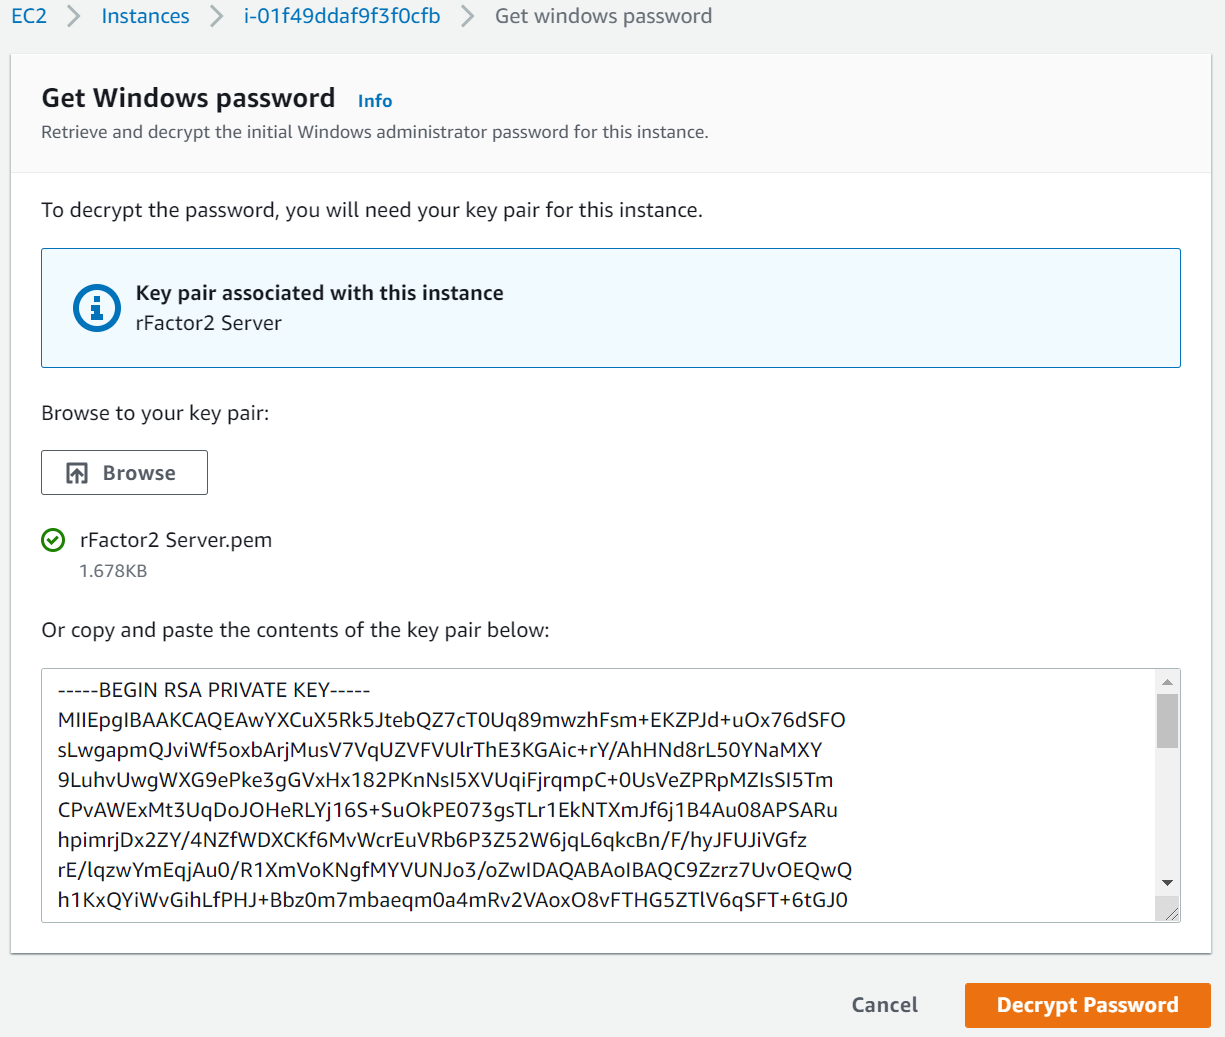 EC2 > Instances > i-01f49ddaf9f3f0cfb > Get windows password
Get Windows password Info
Retrieve and decrypt the initial Windows administrator password for this instance.
To decrypt the password, you will need your key pair for this instance.
Key pair associated with this instance
rFactor2 Server
Browse to your key pair:
Browse
rFactor2 Server.pem
1.678KB
Or copy and paste the contents of the key pair below:
-----BEGIN RSA PRIVATE KEY-----
MIIEpgIBAAKCAQEAwYXCuX5Rk5JtebQZ7cT0Uq89mwzhFsm+EKZPJd+uOx76dSFO
sLwgapmQJviWf5oxbArjMusV7VqUZVFVUlrThE3KGAic+rY/AhHNd8rL50YNaMXY
9LuhvUwgWXG9ePke3gGVxHx182PKnNsI5XVUqiFjrqmpC+0UsVeZPRpMZIsSI5Tm
CPvAWExMt3UqDoJOHeRLYj16S+SuOkPE073gsTLr1EkNTXmJf6j1B4Au08APSARu
hpimrjDx2ZY/4NZfWDXCKf6MvWcrEuVRb6P3Z52W6jqL6qkcBn/F/hyJFUJiVGfz
rE/lqzwYmEqjAu0/R1XmVoKNgfMYVUNJo3/oZwIDAQABAoIBAQC9Zzrz7UvOEQwQ
h1KxQYiWvGihLfPHJ+Bbz0m7mbaeqm0a4mRv2VAoxO8vFTHG5ZTlV6qSFT+6tGJ0
Cancel
Decrypt Password